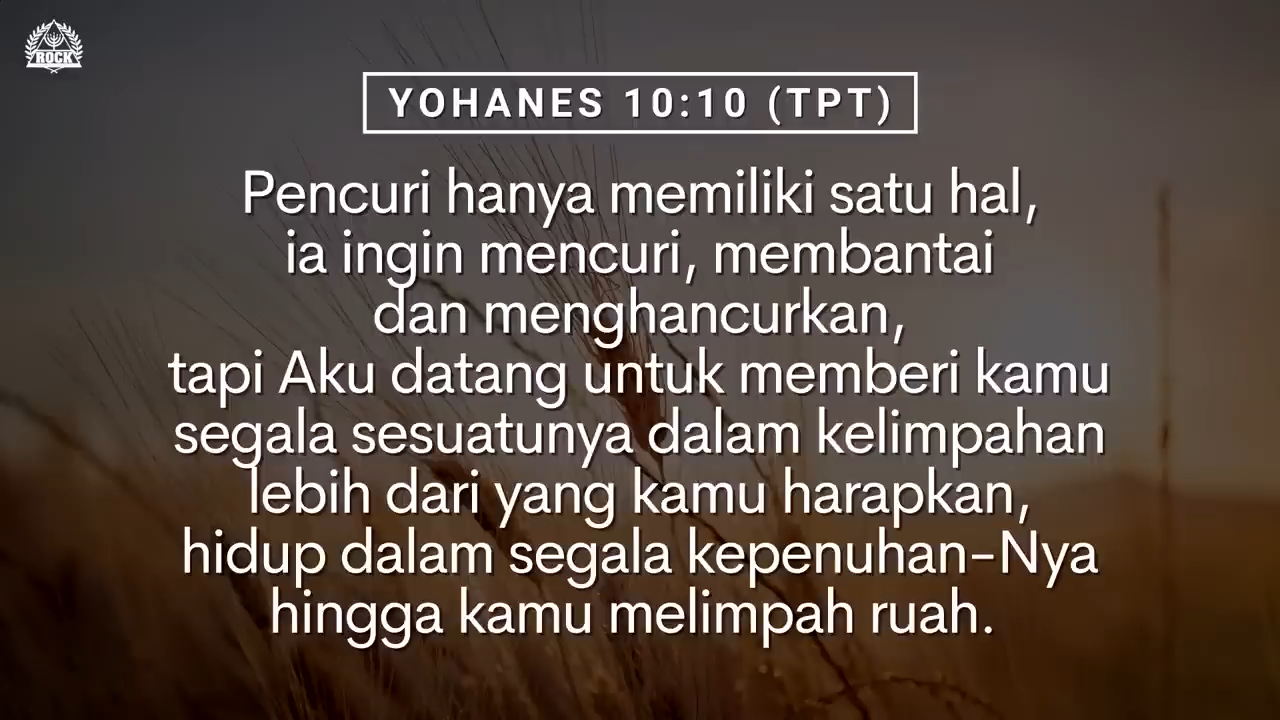 ROCK
YOHANES 10:10 (TPT)
Pencuri hanya memiliki satu hal,
ia ingin mencuri, membantai
dan menghancurkan,
tapi Aku datang untuk memberi kamu
segala sesuatunya dalam kelimpahan
lebih dari yang kamu harapkan,
hidup dalam segala kepenuhan-Nya
hingga kamu melimpah ruah.